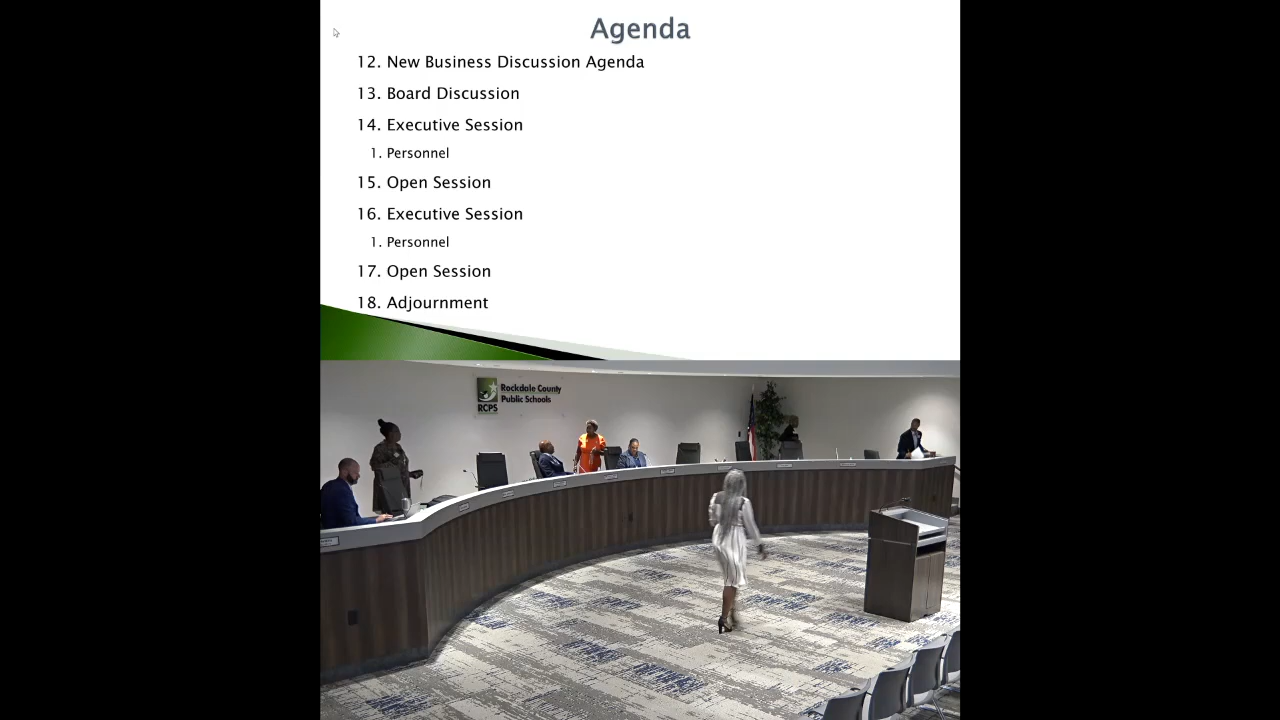 Agenda
12. New Business Discussion Agenda
13. Board Discussion
14. Executive Session
1. Personnel
15. Open Session
16. Executive Session
1. Personnel
17. Open Session
18. Adjournment
Rockdale County
Public Schools
RCPS